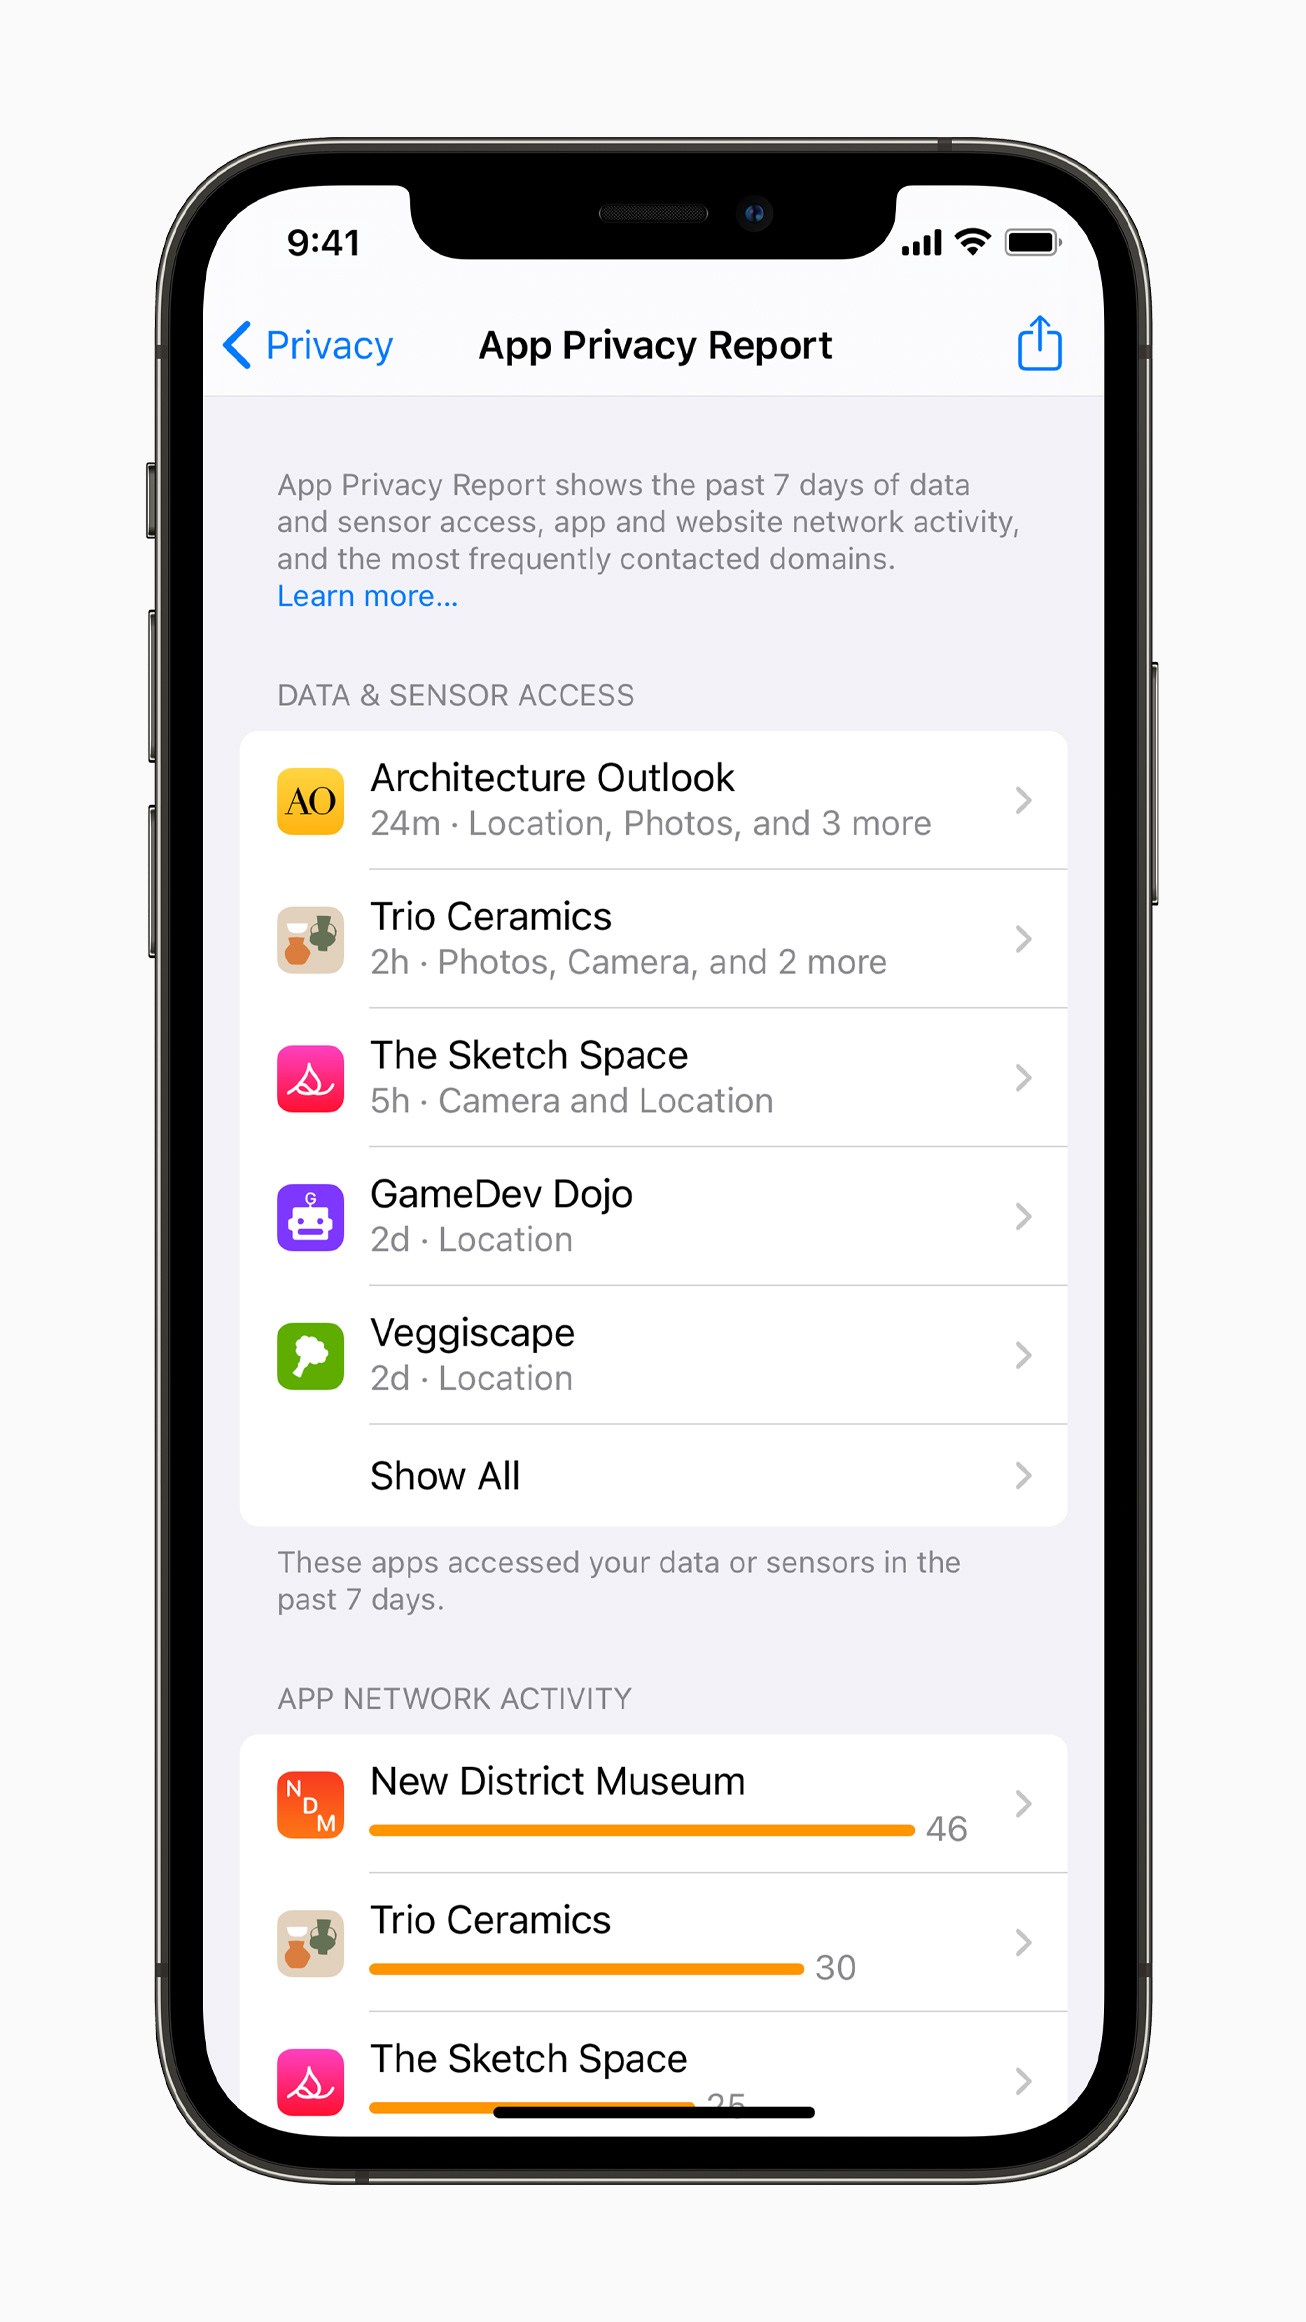 9:41
Privacy
App Privacy Report
App Privacy Report shows the past 7 days of data
and sensor access, app and website network activity,
and the most frequently contacted domains.
Learn more...
DATA & SENSOR ACCESS
AO
Architecture Outlook
24m · Location, Photos, and 3 more
Trio Ceramics
2h · Photos, Camera, and 2 more
The Sketch Space
5h · Camera and Location
G
GameDev Dojo
2d · Location
Veggiscape
2d · Location
Show All
These apps accessed your data or sensors in the
past 7 days.
APP NETWORK ACTIVITY
N
D
M
New District Museum
46
Trio Ceramics
30
The Sketch Space
25